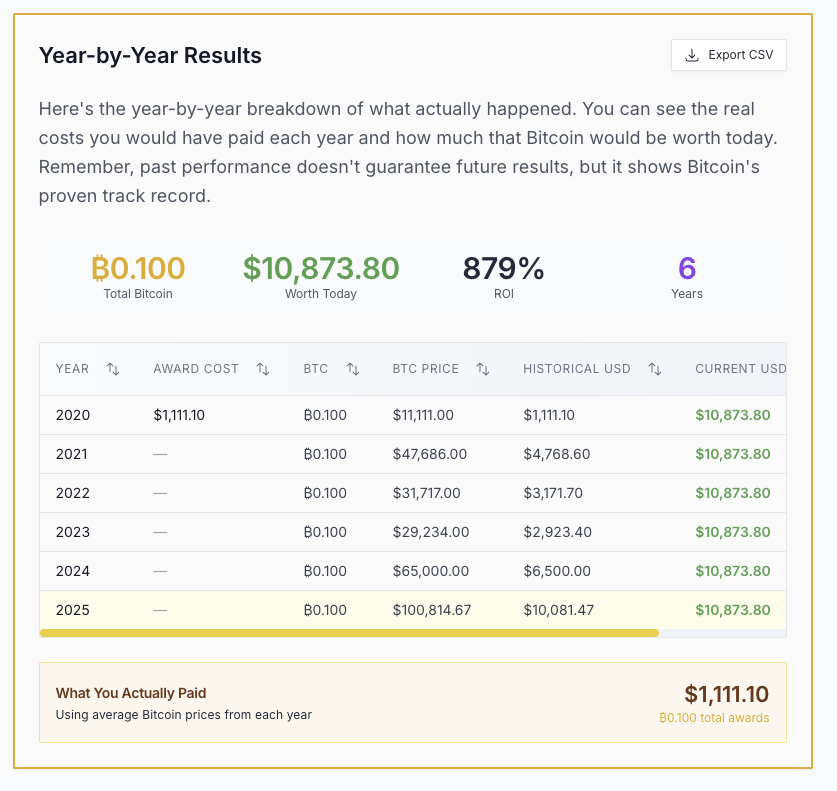 Year-by-Year Results
Export CSV
Here's the year-by-year breakdown of what actually happened. You can see the real
costs you would have paid each year and how much that Bitcoin would be worth today.
Remember, past performance doesn't guarantee future results, but it shows Bitcoin's
proven track record.
₿0.100 $10,873.80 879% 6
Total Bitcoin Worth Today ROI Years
YEAR AWARD COST BTC BTC PRICE HISTORICAL USD CURRENT USD
2020 $1,111.10 ₿0.100 $11,111.00 $1,111.10 $10,873.80
2021 — ₿0.100 $47,686.00 $4,768.60 $10,873.80
2022 — ₿0.100 $31,717.00 $3,171.70 $10,873.80
2023 — ₿0.100 $29,234.00 $2,923.40 $10,873.80
2024 — ₿0.100 $65,000.00 $6,500.00 $10,873.80
2025 — ₿0.100 $100,814.67 $10,081.47 $10,873.80
What You Actually Paid
$1,111.10
Using average Bitcoin prices from each year
₿0.100 total awards